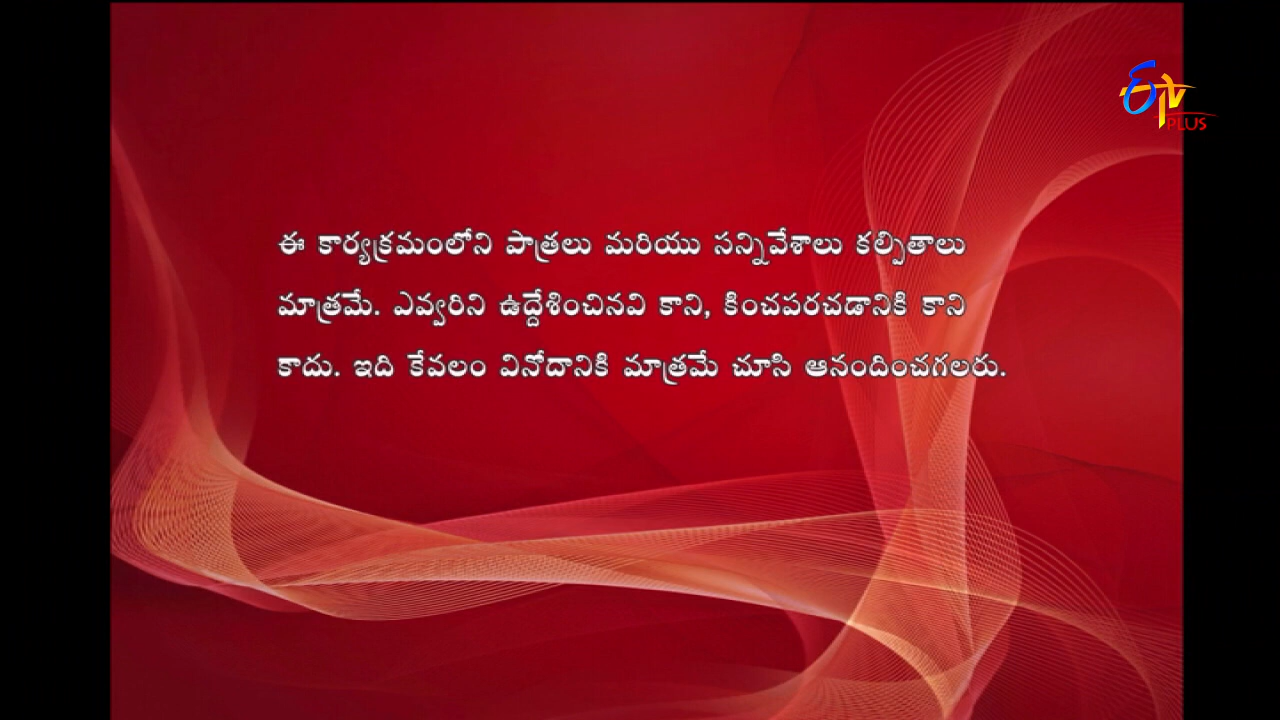 ETV
PLUS
ఈ కార్యక్రమంలోని పాత్రలు మరియు సన్నివేశాలు కల్పితాలు
మాత్రమే. ఎవ్వరిని ఉద్దేశించినవి కాని, కించపరచడానికి కాని
కాదు. ఇది కేవలం వినోదానికి మాత్రమే చూసి ఆనందించగలరు.